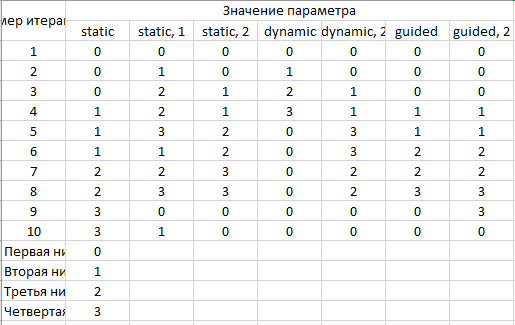 Значение параметра
мер итерац
static static, 1 static, 2 dynamic dynamic, 2 guided guided, 2
1 0 0 0 0 0 0 0
2 0 1 0 1 0 0 0
3 0 2 1 2 1 0 0
4 1 2 1 3 1 1 1
5 1 3 2 0 3 1 1
6 1 1 2 0 3 2 2
7 2 2 3 0 2 2 2
8 2 3 3 0 2 3 3
9 3 0 0 0 0 0 3
10 3 1 0 0 0 0 0
Первая ни 0
Вторая ни 1
Третья ни 2
Четвертая 3